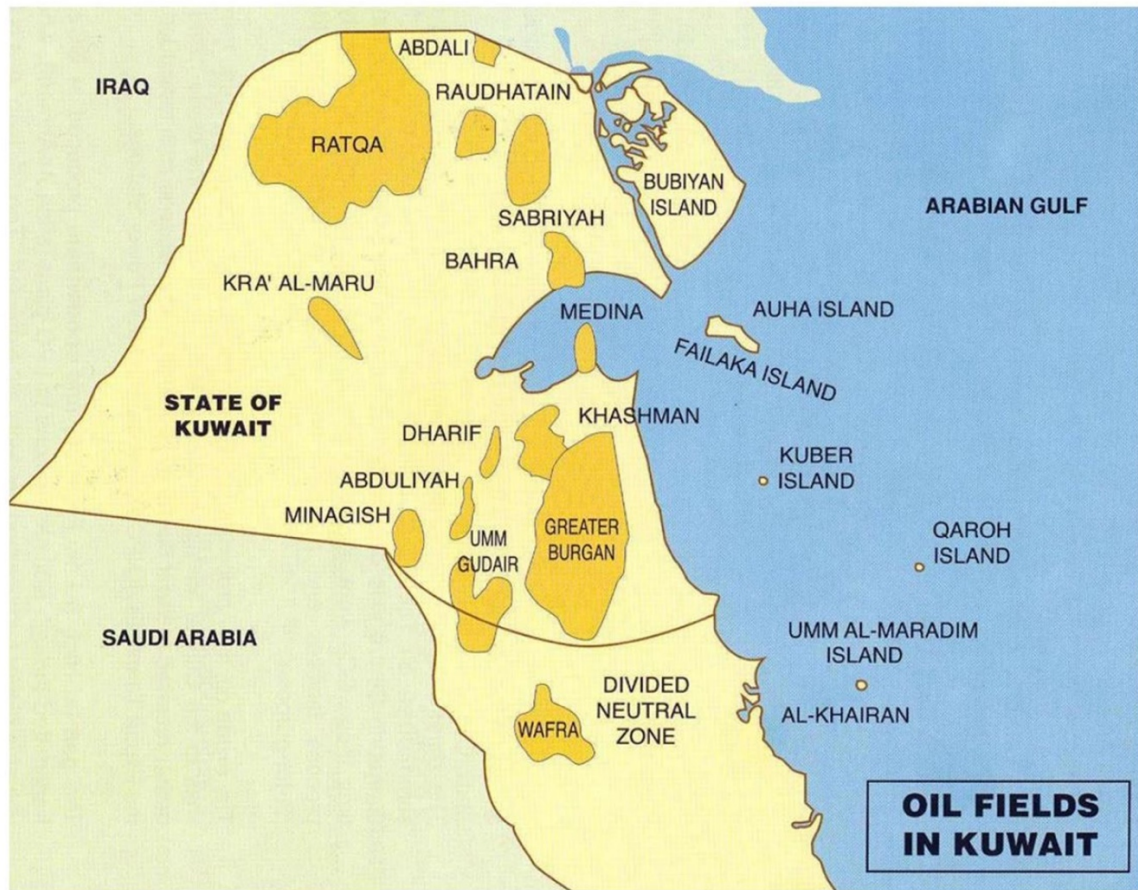 ABDALI
IRAQ
RAUDHATAIN
RATQA
BUBIYAN
ISLAND
ARABIAN GULF
SABRIYAH
BAHRA
KRA' AL-MARU
MEDINA
AUHA ISLAND
FAILAKA ISLAND
STATE OF
KUWAIT
KHASHMAN
DHARIF
KUBER
ISLAND
ABDULIYAH
MINAGISH
UMM
GUDAIR
GREATER
BURGAN
QAROH
ISLAND
SAUDI ARABIA
UMM AL-MARADIM
ISLAND
DIVIDED
NEUTRAL
ZONE
AL-KHAIRAN
WAFRA
OIL FIELDS
IN KUWAIT